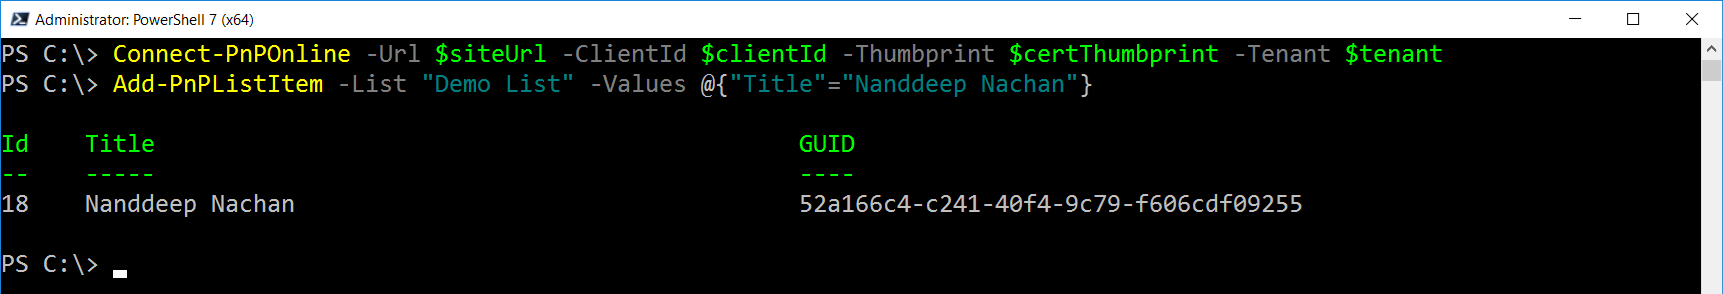 Administrator: PowerShell 7 (x64)
PS C:\> Connect-PnPOnline -Url $siteUrl -ClientId $clientId -Thumbprint $certThumbprint -Tenant $tenant
PS C:\> Add-PnPListItem -List "Demo List" -Values @{"Title"="Nanddeep Nachan"}
Id    Title                                              GUID
--    -----                                              ----
18    Nanddeep Nachan                                    52a166c4-c241-40f4-9c79-f606cdf09255
PS C:\>